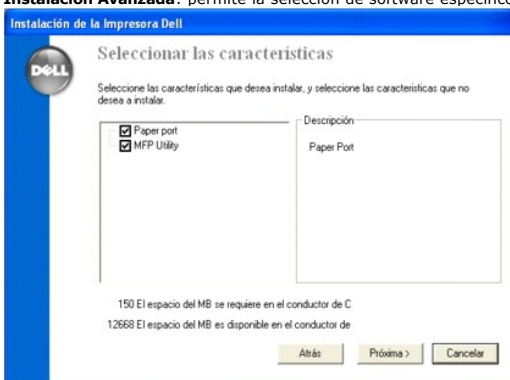 Instalación Avanzada: permite la selección de software específico
Instalación de la Impresora Dell
DELL
Seleccionar las características
Seleccione las características que desea instalar, y seleccione las caracteristicas que no
desea a instalar.
Paper port
MFP Utility
Descripción
Paper Port
150 El espacio del MB se requiere en el conductor de C
12668 El espacio del MB es disponible en el conductor de
Atrás
Próxima >
Cancelar